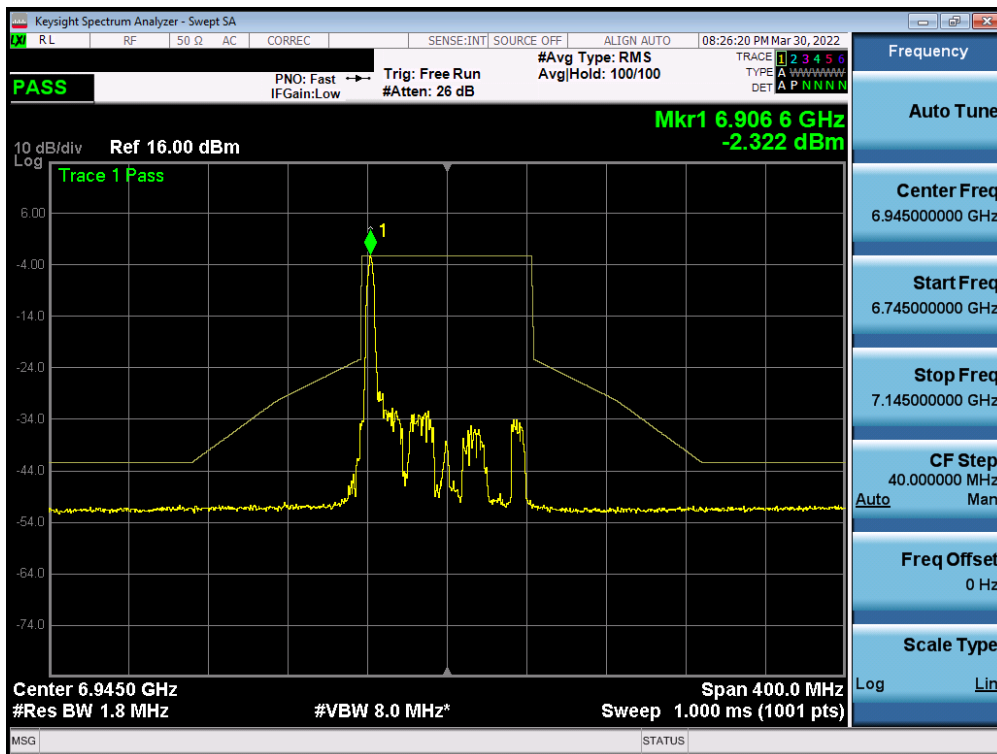 Keysight Spectrum Analyzer - Swept SA
LXI RL RF 50 Ω AC CORREC SENSE:INT SOURCE OFF ALIGN AUTO 08:26:20 PM Mar 30, 2022
PASS
PNO: Fast
IFGain:Low
Trig: Free Run
#Atten: 26 dB
#Avg Type: RMS
Avg|Hold: 100/100
TRACE 1 2 3 4 5 6
TYPE A WWWWW
DET A P N N N N
Mkr1 6.906 6 GHz
-2.322 dBm
10 dB/div Ref 16.00 dBm
Log
Trace 1 Pass
1
6.00
-4.00
-14.0
-24.0
-34.0
-44.0
-54.0
-64.0
-74.0
Center 6.9450 GHz Span 400.0 MHz
#Res BW 1.8 MHz #VBW 8.0 MHz* Sweep 1.000 ms (1001 pts)
MSG STATUS
Frequency
Auto Tune
Center Freq
6.945000000 GHz
Start Freq
6.745000000 GHz
Stop Freq
7.145000000 GHz
CF Step
40.000000 MHz
Auto Man
Freq Offset
0 Hz
Scale Type
Log Lin